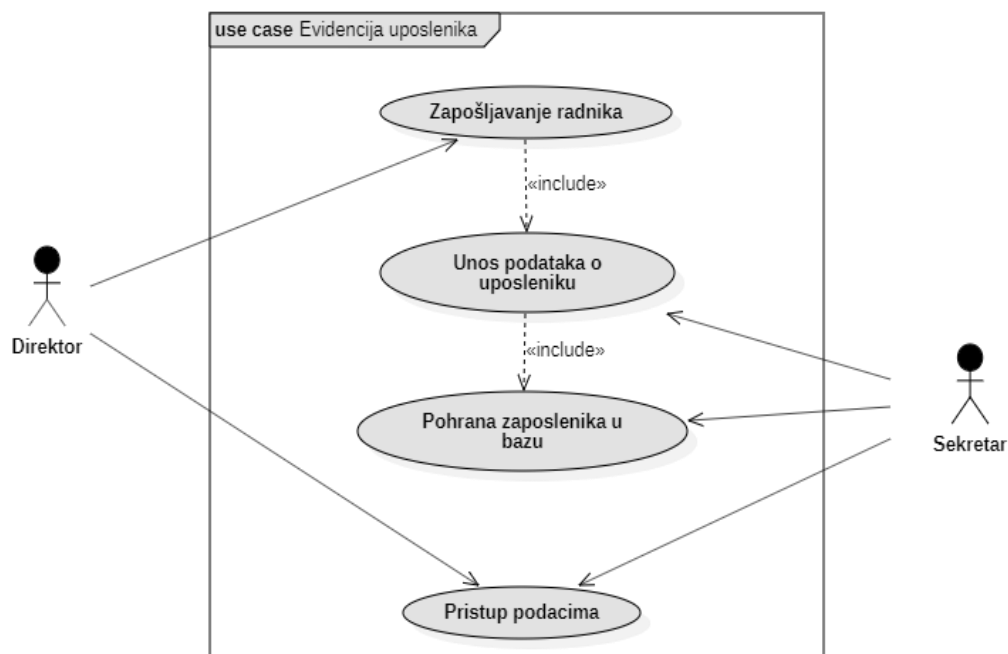 use case Evidencija uposlenika
Zapošljavanje radnika
«include»
Unos podataka o
uposleniku
Direktor
«include»
Pohrana zaposlenika u
bazu
Sekretar
Pristup podacima